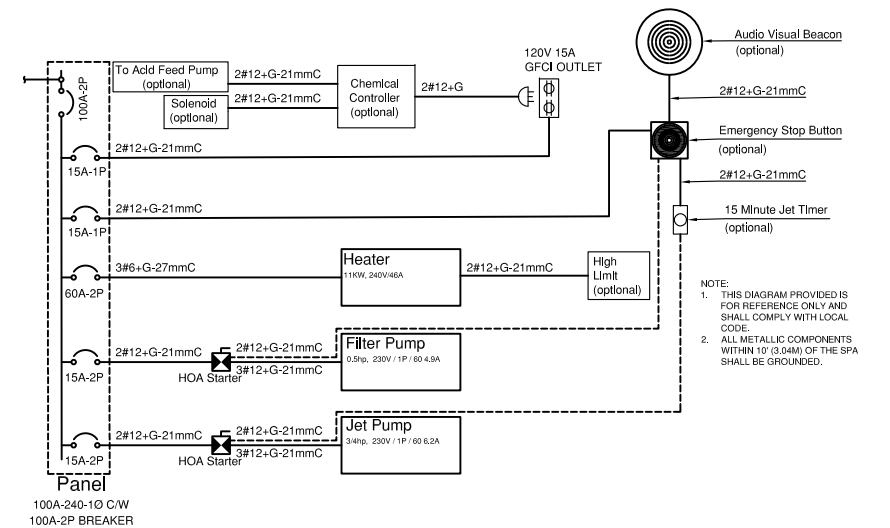 Audio Visual Beacon
(optional)
120V 15A
GFCI OUTLET
To Acid Feed Pump
(optional)
2#12+G-21mmC
Chemical
Controller
(optional)
2#12+G
2#12+G-21mmC
Solenoid
(optional)
2#12+G-21mmC
100A-2P
Emergency Stop Button
(optional)
2#12+G-21mmC
15A-1P
2#12+G-21mmC
2#12+G-21mmC
15A-1P
15 Minute Jet Timer
(optional)
3#6+G-27mmC
60A-2P
Heater
11KW, 240V/46A
2#12+G-21mmC
High
Limit
(optional)
NOTE:
1. THIS DIAGRAM PROVIDED IS
FOR REFERENCE ONLY AND
SHALL COMPLY WITH LOCAL
CODE.
2. ALL METALLIC COMPONENTS
WITHIN 10' (3.04M) OF THE SPA
SHALL BE GROUNDED.
2#12+G-21mmC
15A-2P
HOA Starter
2#12+G-21mmC
3#12+G-21mmC
Filter Pump
0.5hp, 230V / 1P / 60 4.9A
2#12+G-21mmC
15A-2P
HOA Starter
2#12+G-21mmC
3#12+G-21mmC
Jet Pump
3/4hp, 230V / 1P / 60 6.2A
Panel
100A-240-1Ø C/W
100A-2P BREAKER